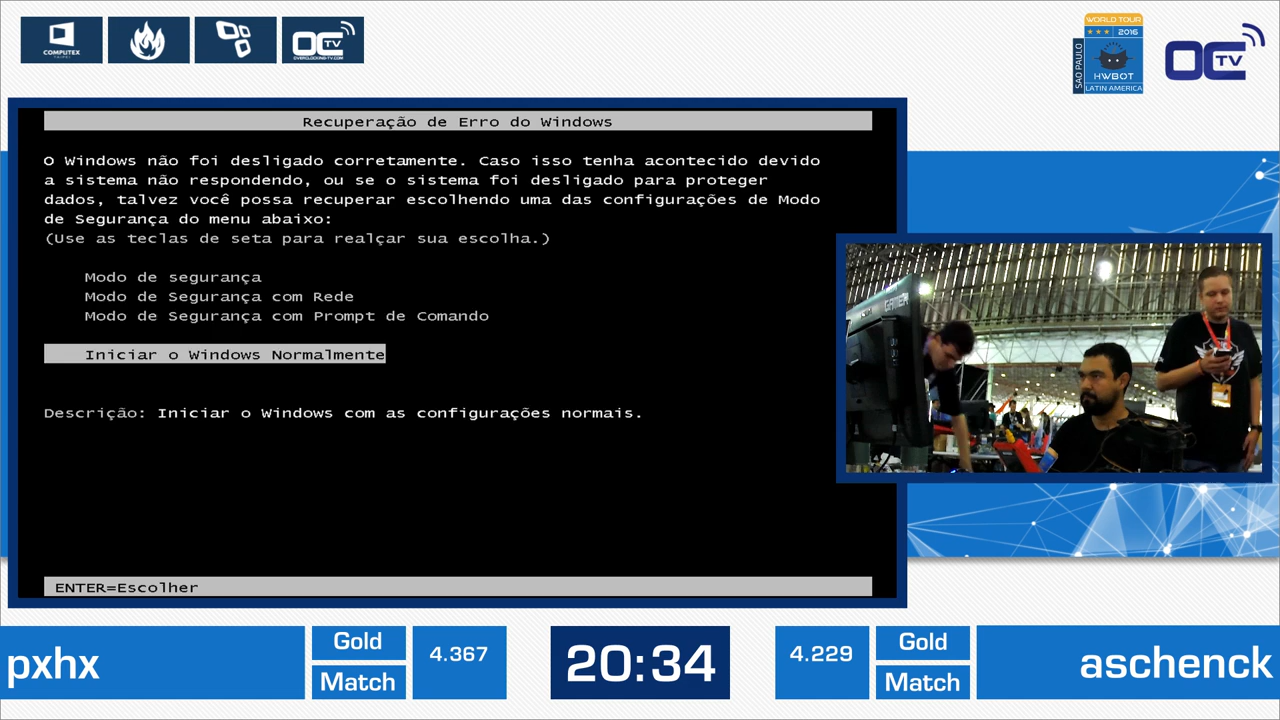 COMPUTEX
TAIPEI
OC
TV
OVERCLOCKING-TV.COM
WORLD TOUR
2016
SAO PAULO
HWBOT
LATIN AMERICA
OC
TV
Recuperação de Erro do Windows
O Windows não foi desligado corretamente. Caso isso tenha acontecido devido
a sistema não respondendo, ou se o sistema foi desligado para proteger
dados, talvez você possa recuperar escolhendo uma das configurações de Modo
de Segurança do menu abaixo:
(Use as teclas de seta para realçar sua escolha.)
Modo de segurança
Modo de Segurança com Rede
Modo de Segurança com Prompt de Comando
Iniciar o Windows Normalmente
Descrição: Iniciar o Windows com as configurações normais.
ENTER=Escolher
pxhx
Gold
Match
4.367
20:34
4.229
Gold
Match
aschenck